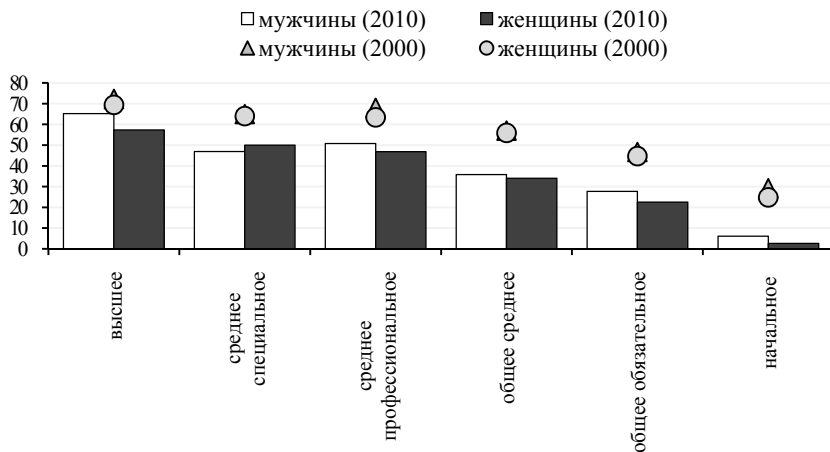 мужчины (2010) женщины (2010)
мужчины (2000) женщины (2000)
80
70
60
50
40
30
20
10
0
высшее
среднее
специальное
среднее
профессиональное
общее среднее
общее обязательное
начальное